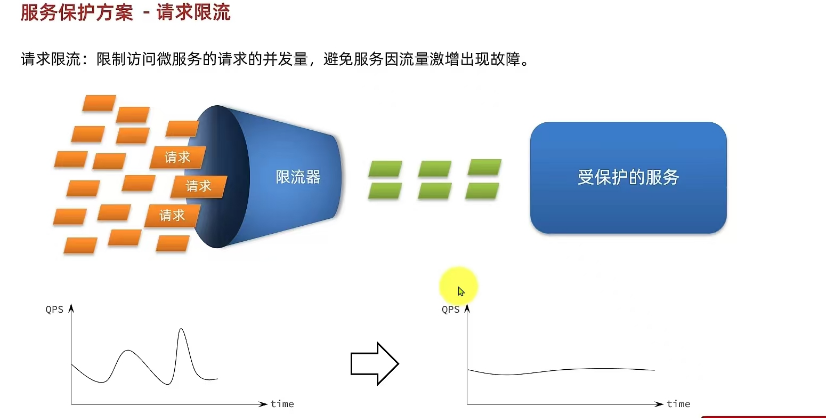 服务保护方案 - 请求限流
请求限流：限制访问微服务的请求的并发量，避免服务因流量激增出现故障。
请求
请求
请求
限流器
受保护的服务
QPS
time
QPS
time